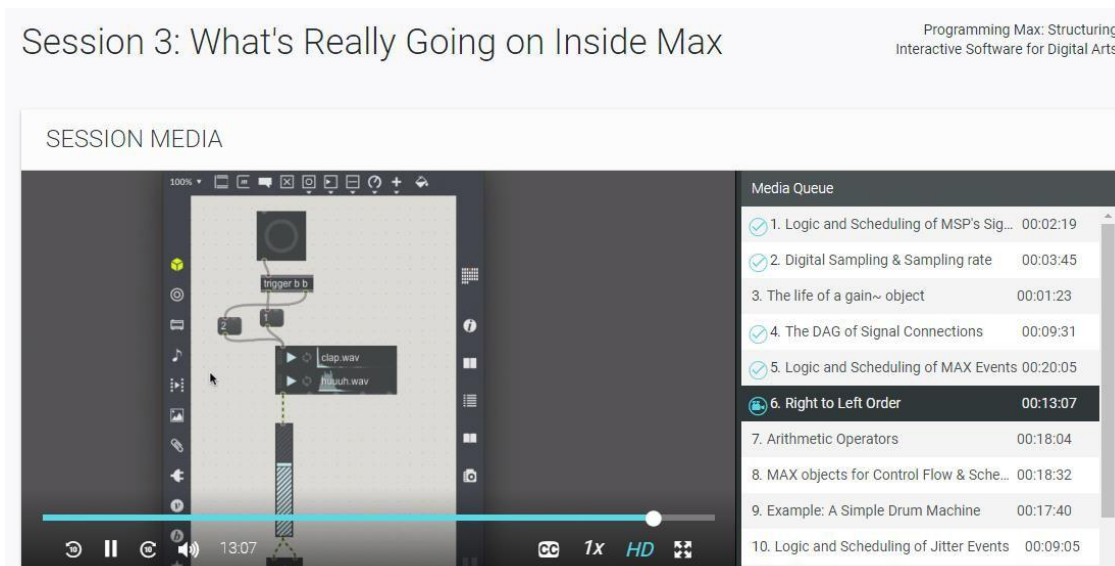 Session 3: What's Really Going on Inside Max
Programming Max: Structuring
Interactive Software for Digital Arts
SESSION MEDIA
100%
trigger b b
2
1
clap.wav
huuuh.wav
10
10
13:07
CC
1x
HD
Media Queue
1. Logic and Scheduling of MSP's Sig... 00:02:19
2. Digital Sampling & Sampling rate 00:03:45
3. The life of a gain~ object 00:01:23
4. The DAG of Signal Connections 00:09:31
5. Logic and Scheduling of MAX Events 00:20:05
6. Right to Left Order 00:13:07
7. Arithmetic Operators 00:18:04
8. MAX objects for Control Flow & Sche... 00:18:32
9. Example: A Simple Drum Machine 00:17:40
10. Logic and Scheduling of Jitter Events 00:09:05